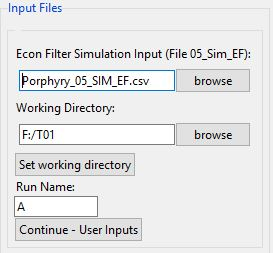 Input Files
Econ Filter Simulation Input (File 05_Sim_EF):
Porphyry_05_SIM_EF.csv browse
Working Directory:
F:/T01 browse
Set working directory
Run Name:
A
Continue - User Inputs